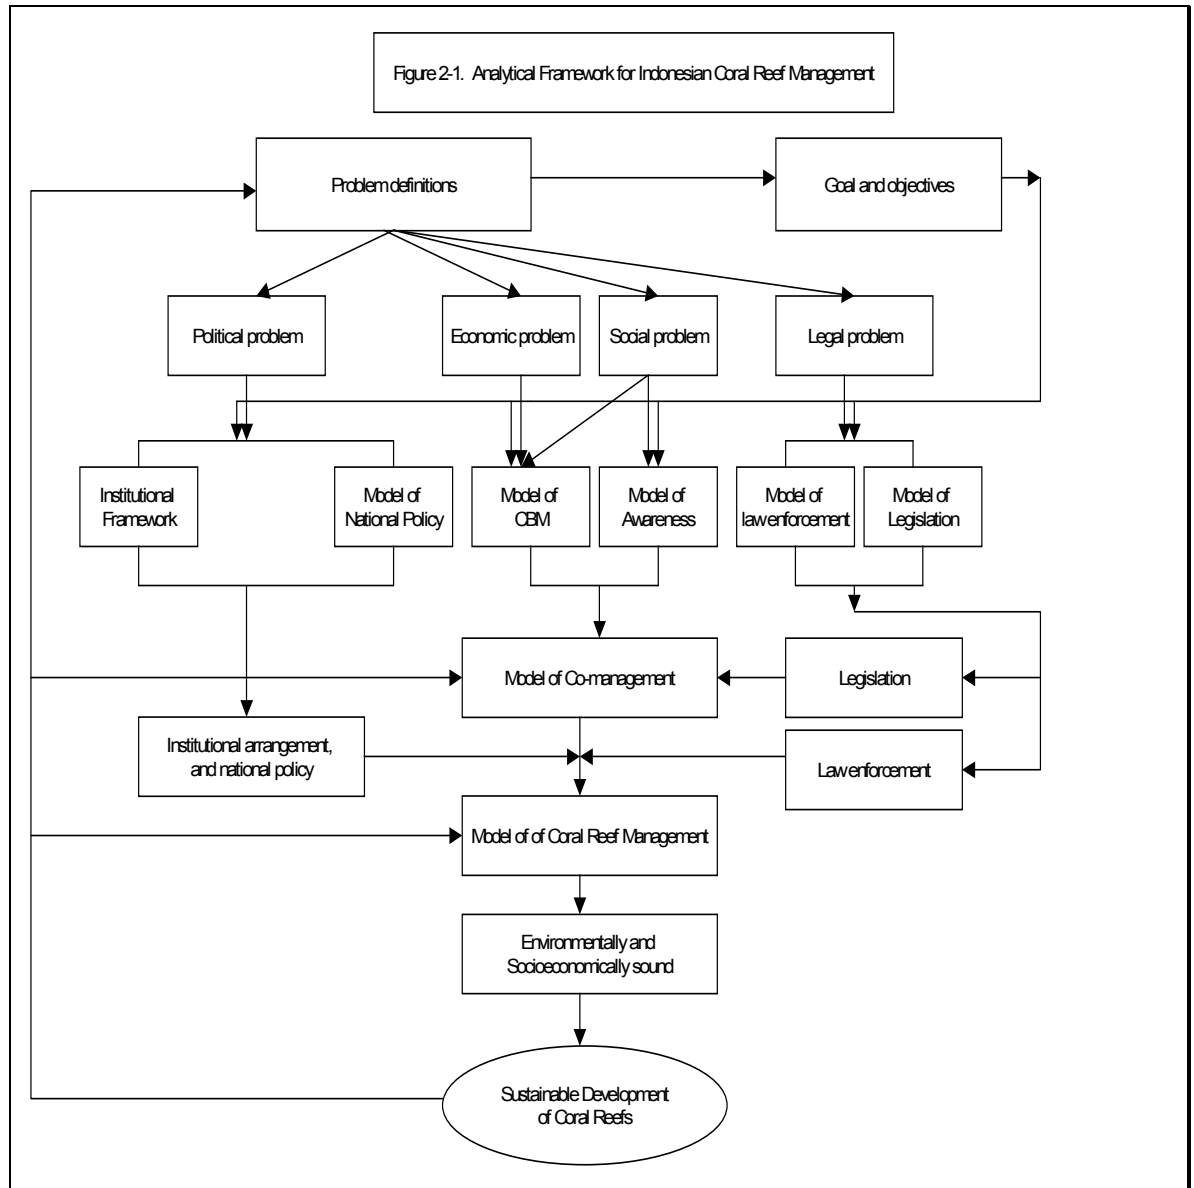 Figure 2-1. Analytical Framework for Indonesian Coral Reef Management
Problem definitions
Goal and objectives
Political problem
Economic problem
Social problem
Legal problem
Institutional
Framework
Model of
National Policy
Model of
CBM
Model of
Awareness
Model of
law enforcement
Model of
Legislation
Model of Co-management
Legislation
Institutional arrangement,
and national policy
Law enforcement
Model of of Coral Reef Management
Environmentally and
Socioeconomically sound
Sustainable Development
of Coral Reefs